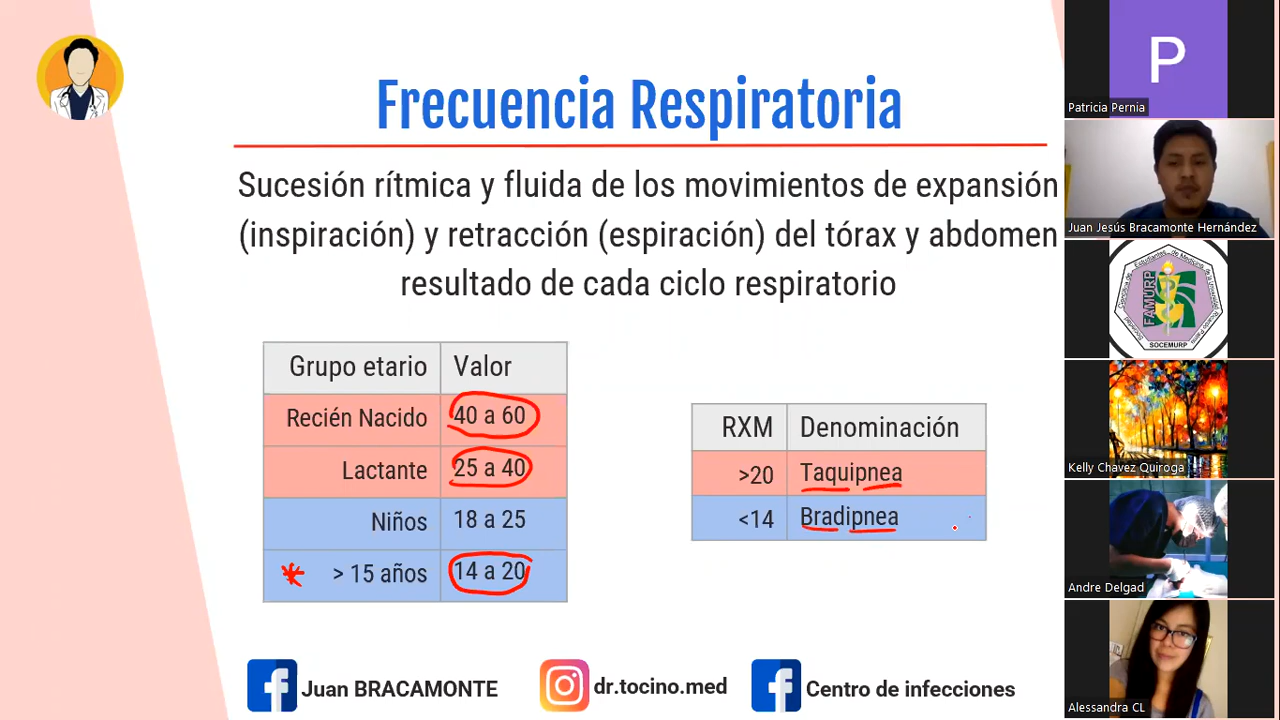 Frecuencia Respiratoria
Sucesión rítmica y fluida de los movimientos de expansión
(inspiración) y retracción (espiración) del tórax y abdomen
resultado de cada ciclo respiratorio
Grupo etario Valor
Recién Nacido 40 a 60
Lactante 25 a 40
Niños 18 a 25
> 15 años 14 a 20
RXM Denominación
>20 Taquipnea
<14 Bradipnea
Juan BRACAMONTE
dr.tocino.med
Centro de infecciones
P
Patricia Pernia
Juan Jesús Bracamonte Hernández
FAMURP
SOCEMURP
Kelly Chavez Quiroga
Andre Delgad
Alessandra CL